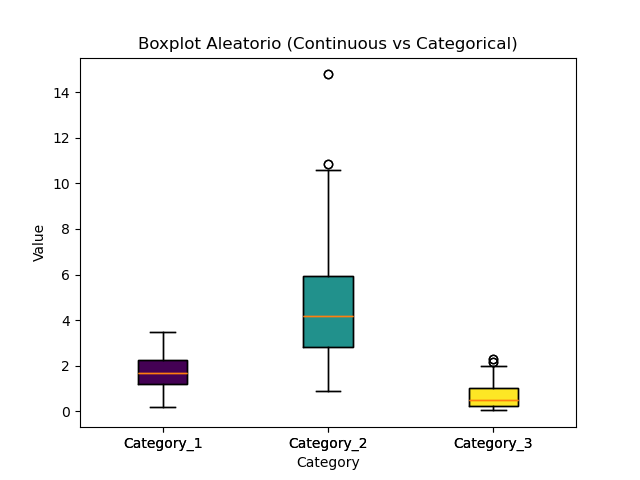 Boxplot Aleatorio (Continuous vs Categorical)
14
12
10
8
6
4
2
0
Value
Category_1
Category_2
Category_3
Category